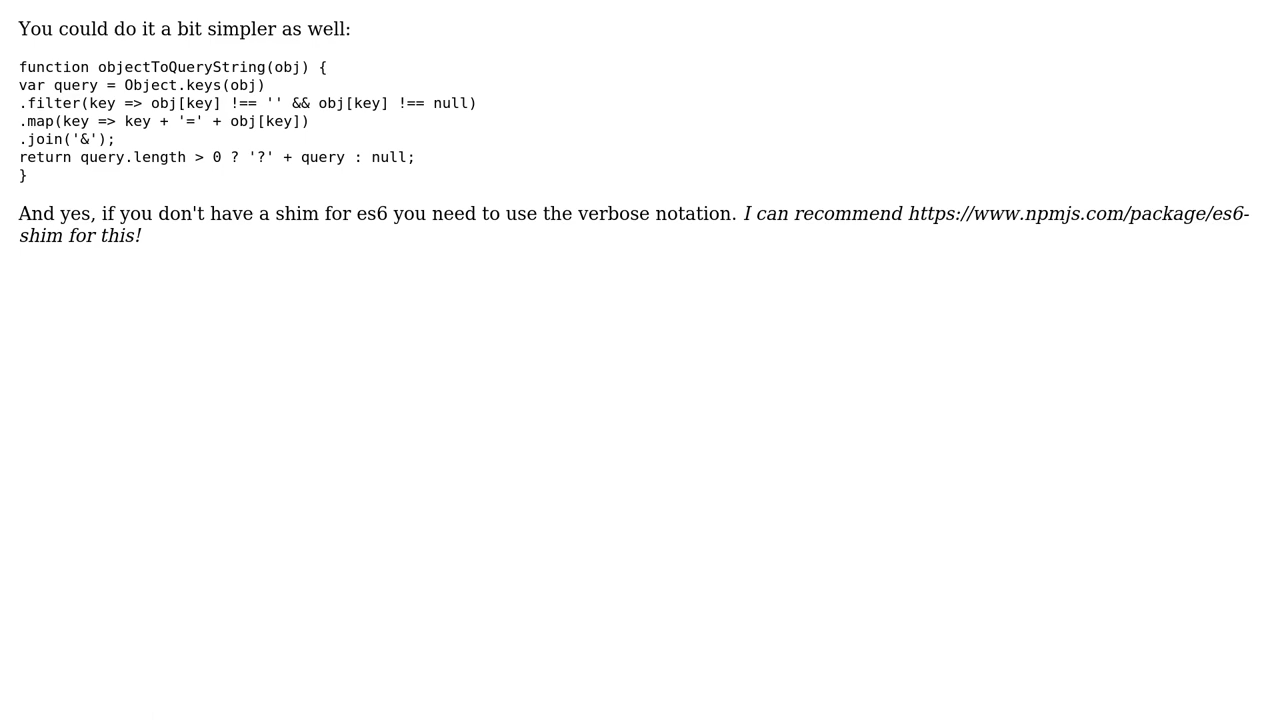 You could do it a bit simpler as well:
function objectToQueryString(obj) {
var query = Object.keys(obj)
.filter(key => obj[key] !== '' && obj[key] !== null)
.map(key => key + '=' + obj[key])
.join('&');
return query.length > 0 ? '?' + query : null;
}
And yes, if you don't have a shim for es6 you need to use the verbose notation. I can recommend https://www.npmjs.com/package/es6-
shim for this!